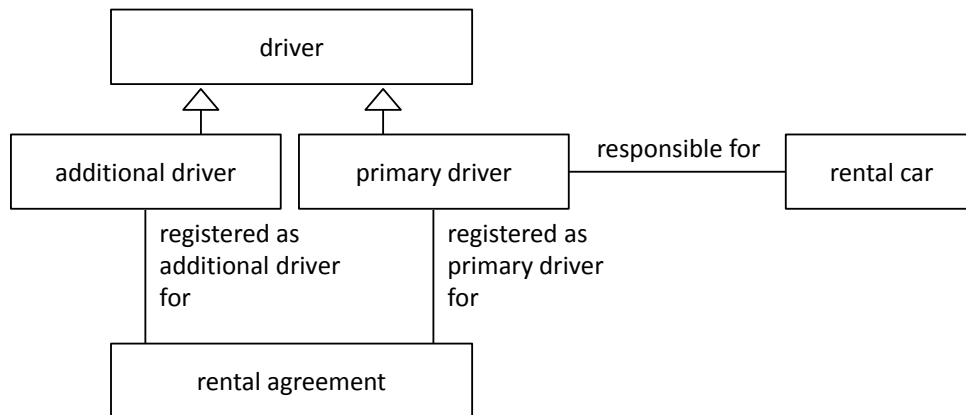 driver
additional driver
primary driver
responsible for
rental car
registered as
additional driver
for
registered as
primary driver
for
rental agreement